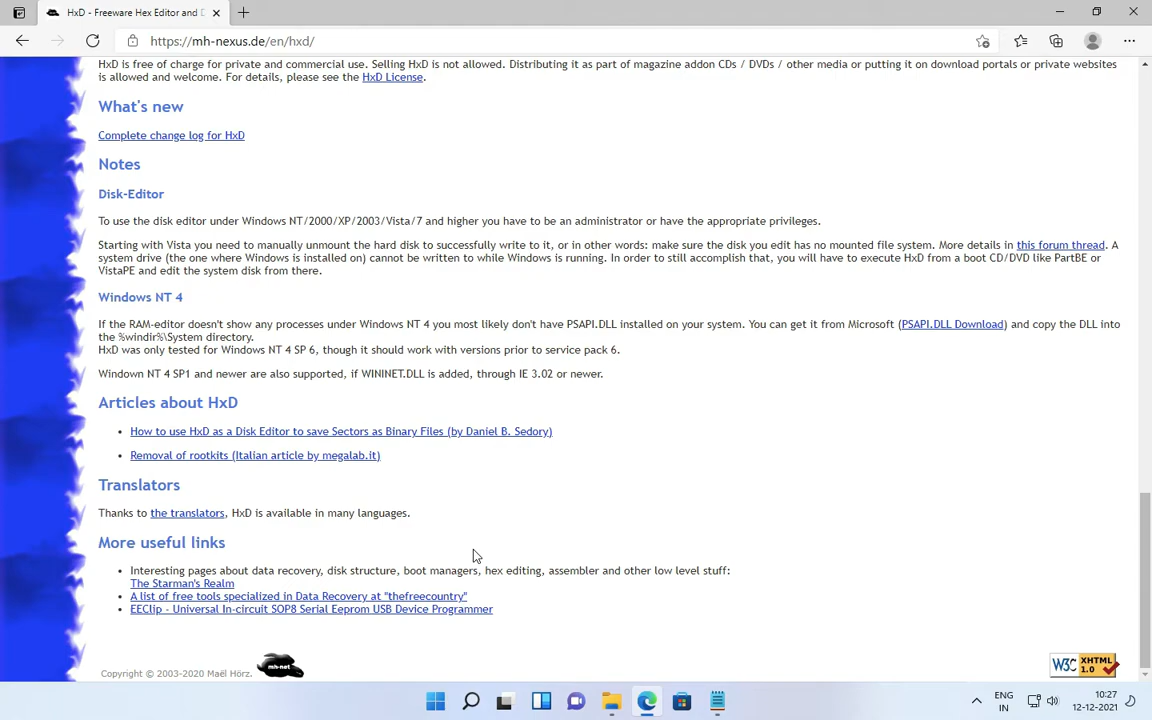 HxD - Freeware Hex Editor and D
https://mh-nexus.de/en/hxd/
HxD is free of charge for private and commercial use. Selling HxD is not allowed. Distributing it as part of magazine addon CDs / DVDs / other media or putting it on download portals or private websites
is allowed and welcome. For details, please see the HxD License.
What's new
Complete change log for HxD
Notes
Disk-Editor
To use the disk editor under Windows NT/2000/XP/2003/Vista/7 and higher you have to be an administrator or have the appropriate privileges.
Starting with Vista you need to manually unmount the hard disk to successfully write to it, or in other words: make sure the disk you edit has no mounted file system. More details in this forum thread. A
system drive (the one where Windows is installed on) cannot be written to while Windows is running. In order to still accomplish that, you will have to execute HxD from a boot CD/DVD like PartBE or
VistaPE and edit the system disk from there.
Windows NT 4
If the RAM-editor doesn't show any processes under Windows NT 4 you most likely don't have PSAPI.DLL installed on your system. You can get it from Microsoft (PSAPI.DLL Download) and copy the DLL into
the %windir%\System directory.
HxD was only tested for Windows NT 4 SP 6, though it should work with versions prior to service pack 6.
Windown NT 4 SP1 and newer are also supported, if WININET.DLL is added, through IE 3.02 or newer.
Articles about HxD
• How to use HxD as a Disk Editor to save Sectors as Binary Files (by Daniel B. Sedory)
• Removal of rootkits (Italian article by megalab.it)
Translators
Thanks to the translators, HxD is available in many languages.
More useful links
• Interesting pages about data recovery, disk structure, boot managers, hex editing, assembler and other low level stuff:
The Starman's Realm
• A list of free tools specialized in Data Recovery at "thefreecountry"
• EEClip - Universal In-circuit SOP8 Serial Eeprom USB Device Programmer
Copyright © 2003-2020 Maël Hörz.
mh-net
W3C XHTML 1.0
ENG
IN
10:27
12-12-2021